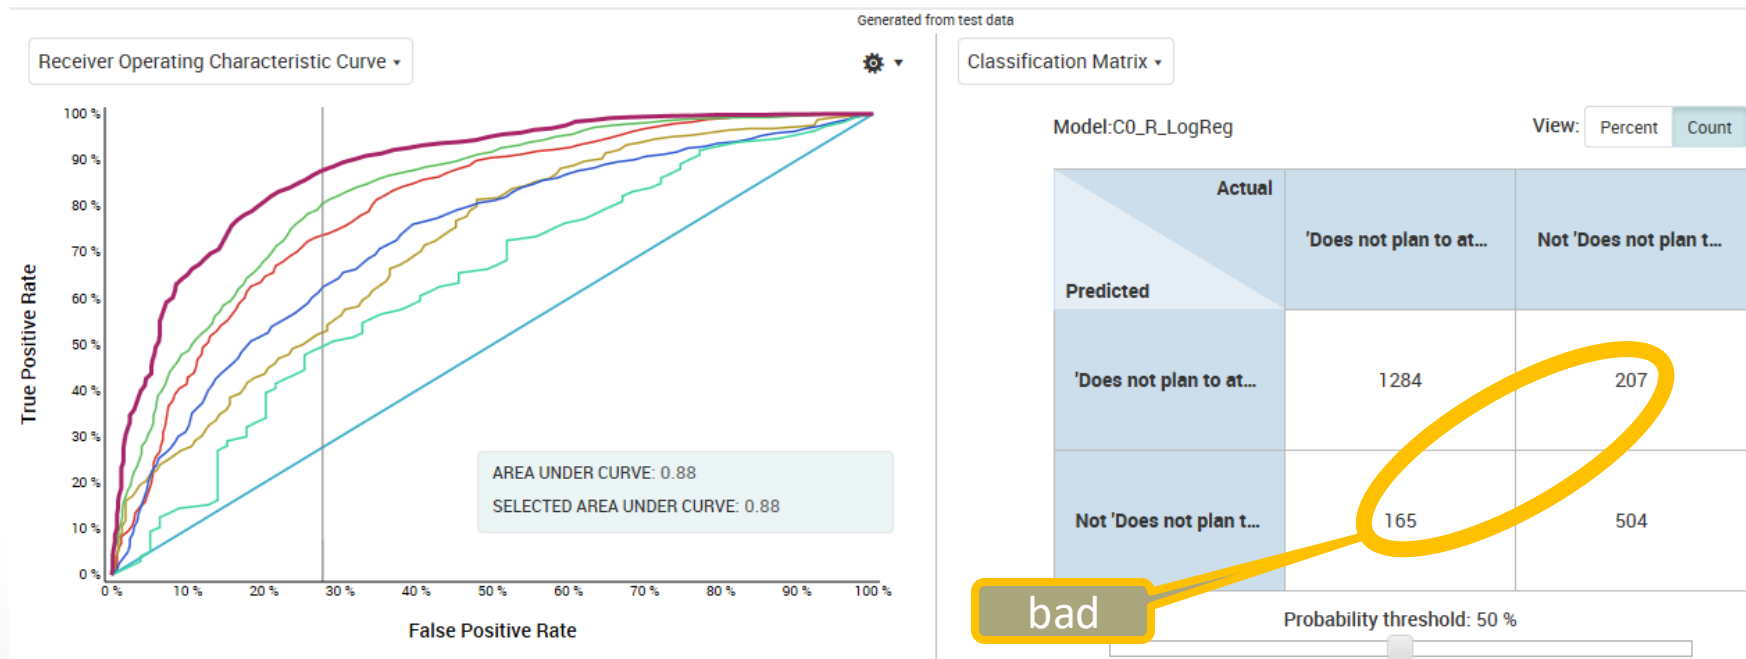 Generated from test data
Receiver Operating Characteristic Curve
100 %
90 %
80 %
70 %
60 %
50 %
40 %
30 %
20 %
10 %
0 %
True Positive Rate
AREA UNDER CURVE: 0.88
SELECTED AREA UNDER CURVE: 0.88
0 % 10 % 20 % 30 % 40 % 50 % 60 % 70 % 80 % 90 % 100 %
False Positive Rate
Classification Matrix
Model:C0_R_LogReg
View: Percent Count
Actual
Predicted
'Does not plan to at... Not 'Does not plan t...
'Does not plan to at... 1284 207
Not 'Does not plan t... 165 504
bad
Probability threshold: 50 %